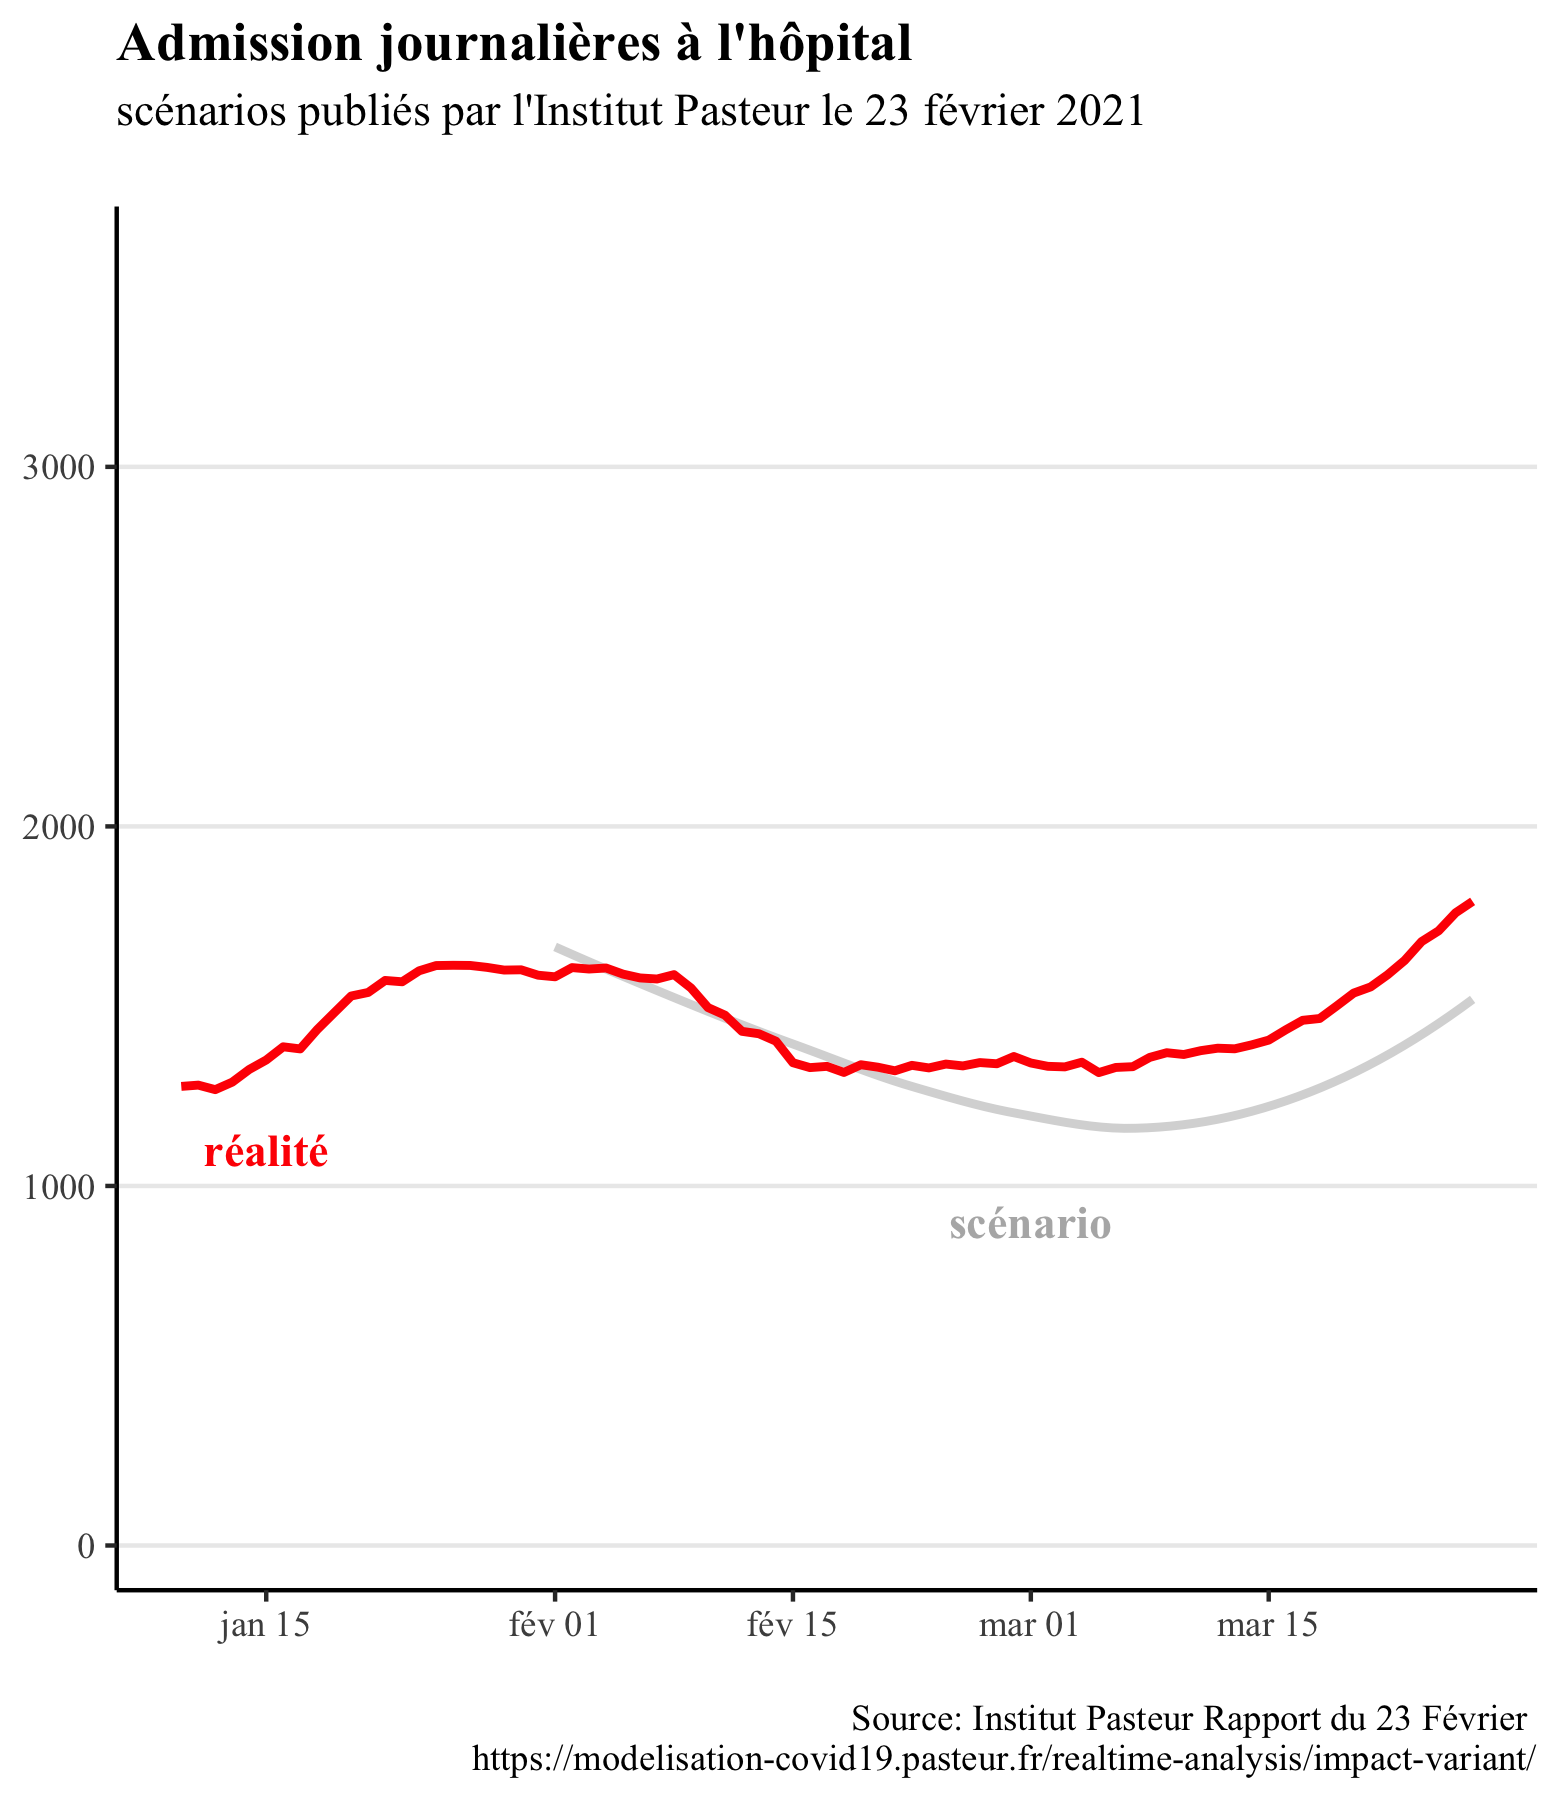 Admission journalières à l'hôpital
scénarios publiés par l'Institut Pasteur le 23 février 2021
3000
2000
1000
0
réalité
scénario
jan 15
fév 01
fév 15
mar 01
mar 15
Source: Institut Pasteur Rapport du 23 Février
https://modelisation-covid19.pasteur.fr/realtime-analysis/impact-variant/